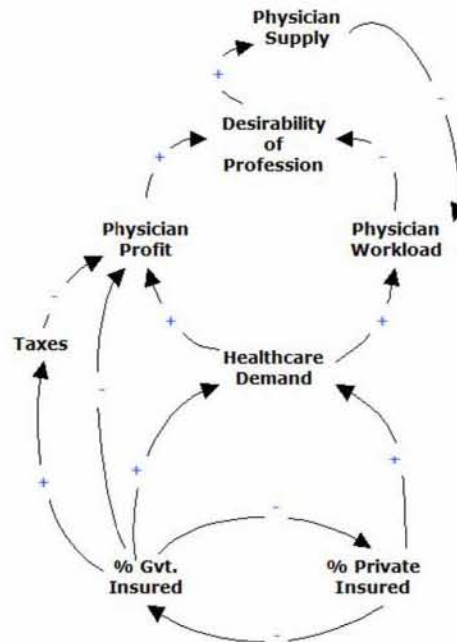 Physician
Supply
+
-
Desirability
of
Profession
+
-
Physician
Profit
Physician
Workload
-
+
+
Taxes
Healthcare
Demand
-
+
+
+
-
% Gvt.
Insured
% Private
Insured
-